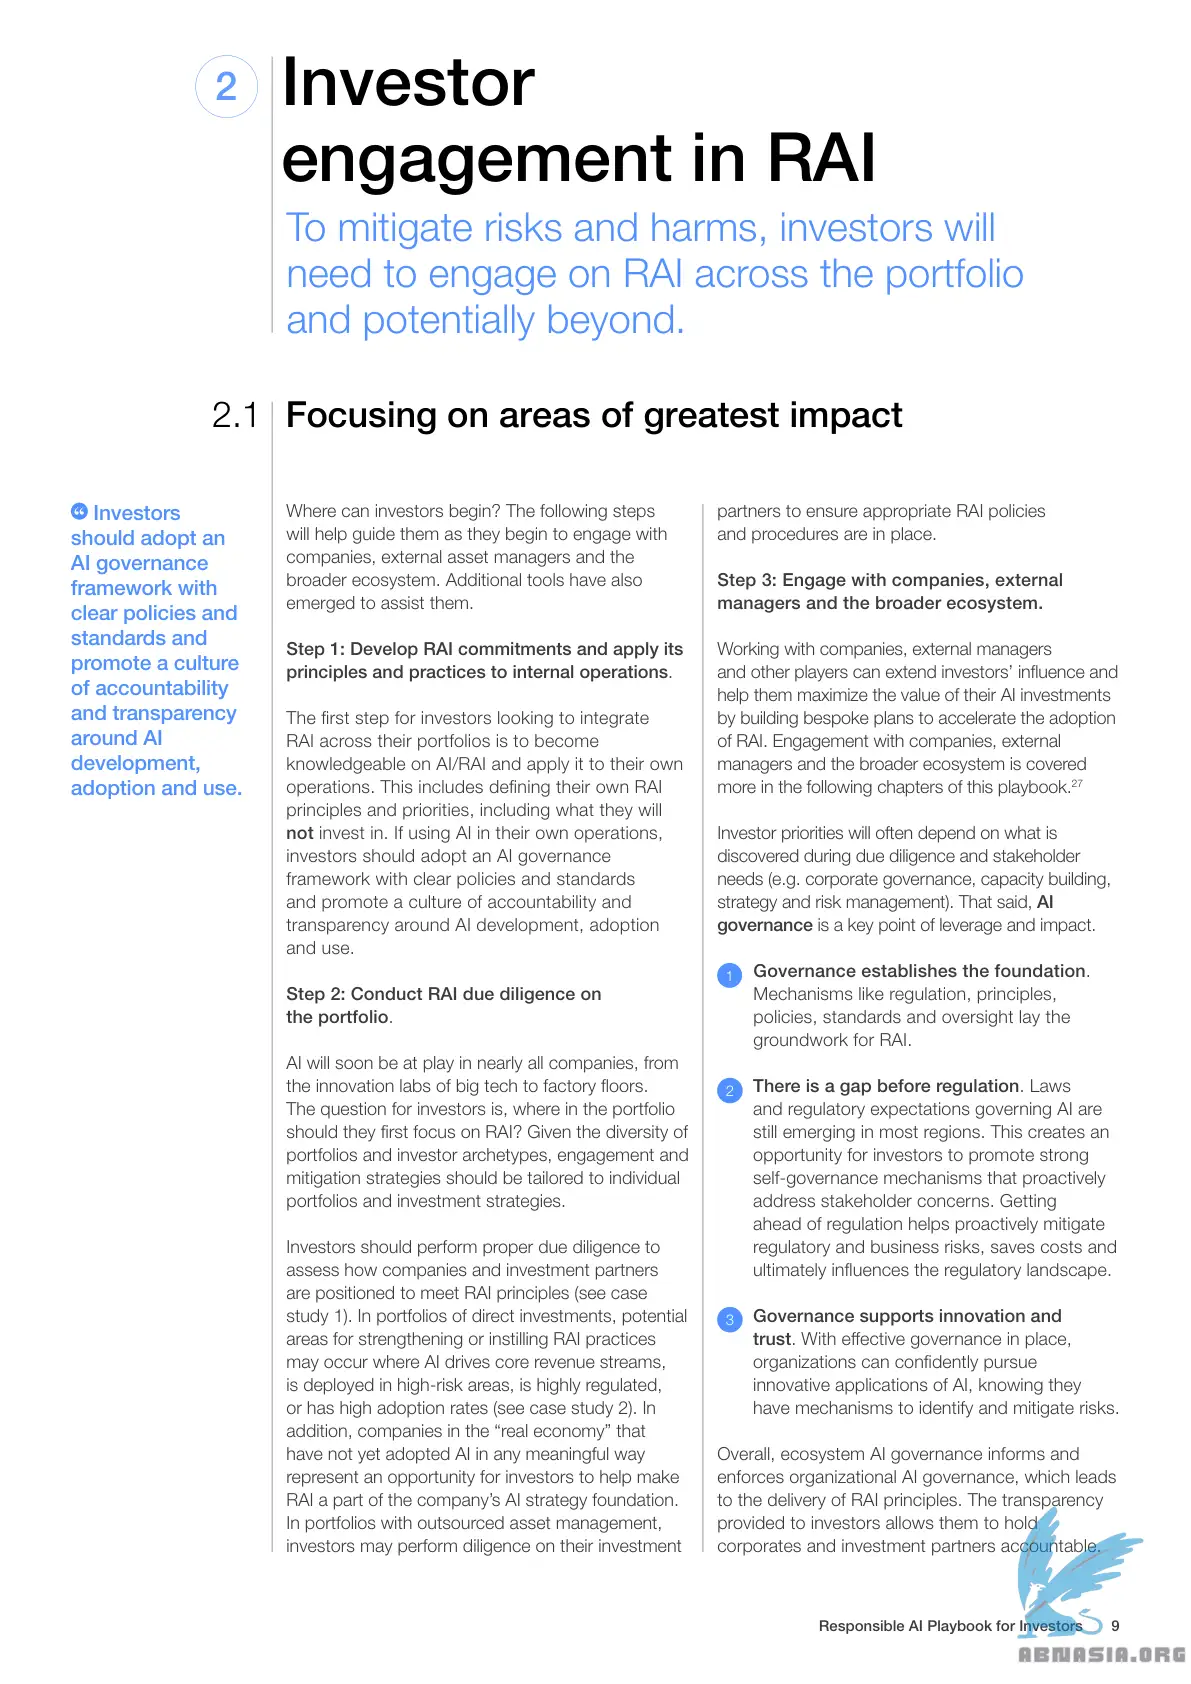 2
Investor
engagement in RAI
To mitigate risks and harms, investors will
need to engage on RAI across the portfolio
and potentially beyond.
2.1 Focusing on areas of greatest impact
“ Investors
should adopt an
AI governance
framework with
clear policies and
standards and
promote a culture
of accountability
and transparency
around AI
development,
adoption and use.
Where can investors begin? The following steps
will help guide them as they begin to engage with
companies, external asset managers and the
broader ecosystem. Additional tools have also
emerged to assist them.
Step 1: Develop RAI commitments and apply its
principles and practices to internal operations.
The first step for investors looking to integrate
RAI across their portfolios is to become
knowledgeable on AI/RAI and apply it to their own
operations. This includes defining their own RAI
principles and priorities, including what they will
not invest in. If using AI in their own operations,
investors should adopt an AI governance
framework with clear policies and standards
and promote a culture of accountability and
transparency around AI development, adoption
and use.
Step 2: Conduct RAI due diligence on
the portfolio.
AI will soon be at play in nearly all companies, from
the innovation labs of big tech to factory floors.
The question for investors is, where in the portfolio
should they first focus on RAI? Given the diversity of
portfolios and investor archetypes, engagement and
mitigation strategies should be tailored to individual
portfolios and investment strategies.
Investors should perform proper due diligence to
assess how companies and investment partners
are positioned to meet RAI principles (see case
study 1). In portfolios of direct investments, potential
areas for strengthening or instilling RAI practices
may occur where AI drives core revenue streams,
is deployed in high-risk areas, is highly regulated,
or has high adoption rates (see case study 2). In
addition, companies in the “real economy” that
have not yet adopted AI in any meaningful way
represent an opportunity for investors to help make
RAI a part of the company’s AI strategy foundation.
In portfolios with outsourced asset management,
investors may perform diligence on their investment
partners to ensure appropriate RAI policies
and procedures are in place.
Step 3: Engage with companies, external
managers and the broader ecosystem.
Working with companies, external managers
and other players can extend investors’ influence and
help them maximize the value of their AI investments
by building bespoke plans to accelerate the adoption
of RAI. Engagement with companies, external
managers and the broader ecosystem is covered
more in the following chapters of this playbook.27
Investor priorities will often depend on what is
discovered during due diligence and stakeholder
needs (e.g. corporate governance, capacity building,
strategy and risk management). That said, AI
governance is a key point of leverage and impact.
1 Governance establishes the foundation.
Mechanisms like regulation, principles,
policies, standards and oversight lay the
groundwork for RAI.
2 There is a gap before regulation. Laws
and regulatory expectations governing AI are
still emerging in most regions. This creates an
opportunity for investors to promote strong
self-governance mechanisms that proactively
address stakeholder concerns. Getting
ahead of regulation helps proactively mitigate
regulatory and business risks, saves costs and
ultimately influences the regulatory landscape.
3 Governance supports innovation and
trust. With effective governance in place,
organizations can confidently pursue
innovative applications of AI, knowing they
have mechanisms to identify and mitigate risks.
Overall, ecosystem AI governance informs and
enforces organizational AI governance, which leads
to the delivery of RAI principles. The transparency
provided to investors allows them to hold
corporates and investment partners accountable.
Responsible AI Playbook for Investors 9
ABNASIA.ORG